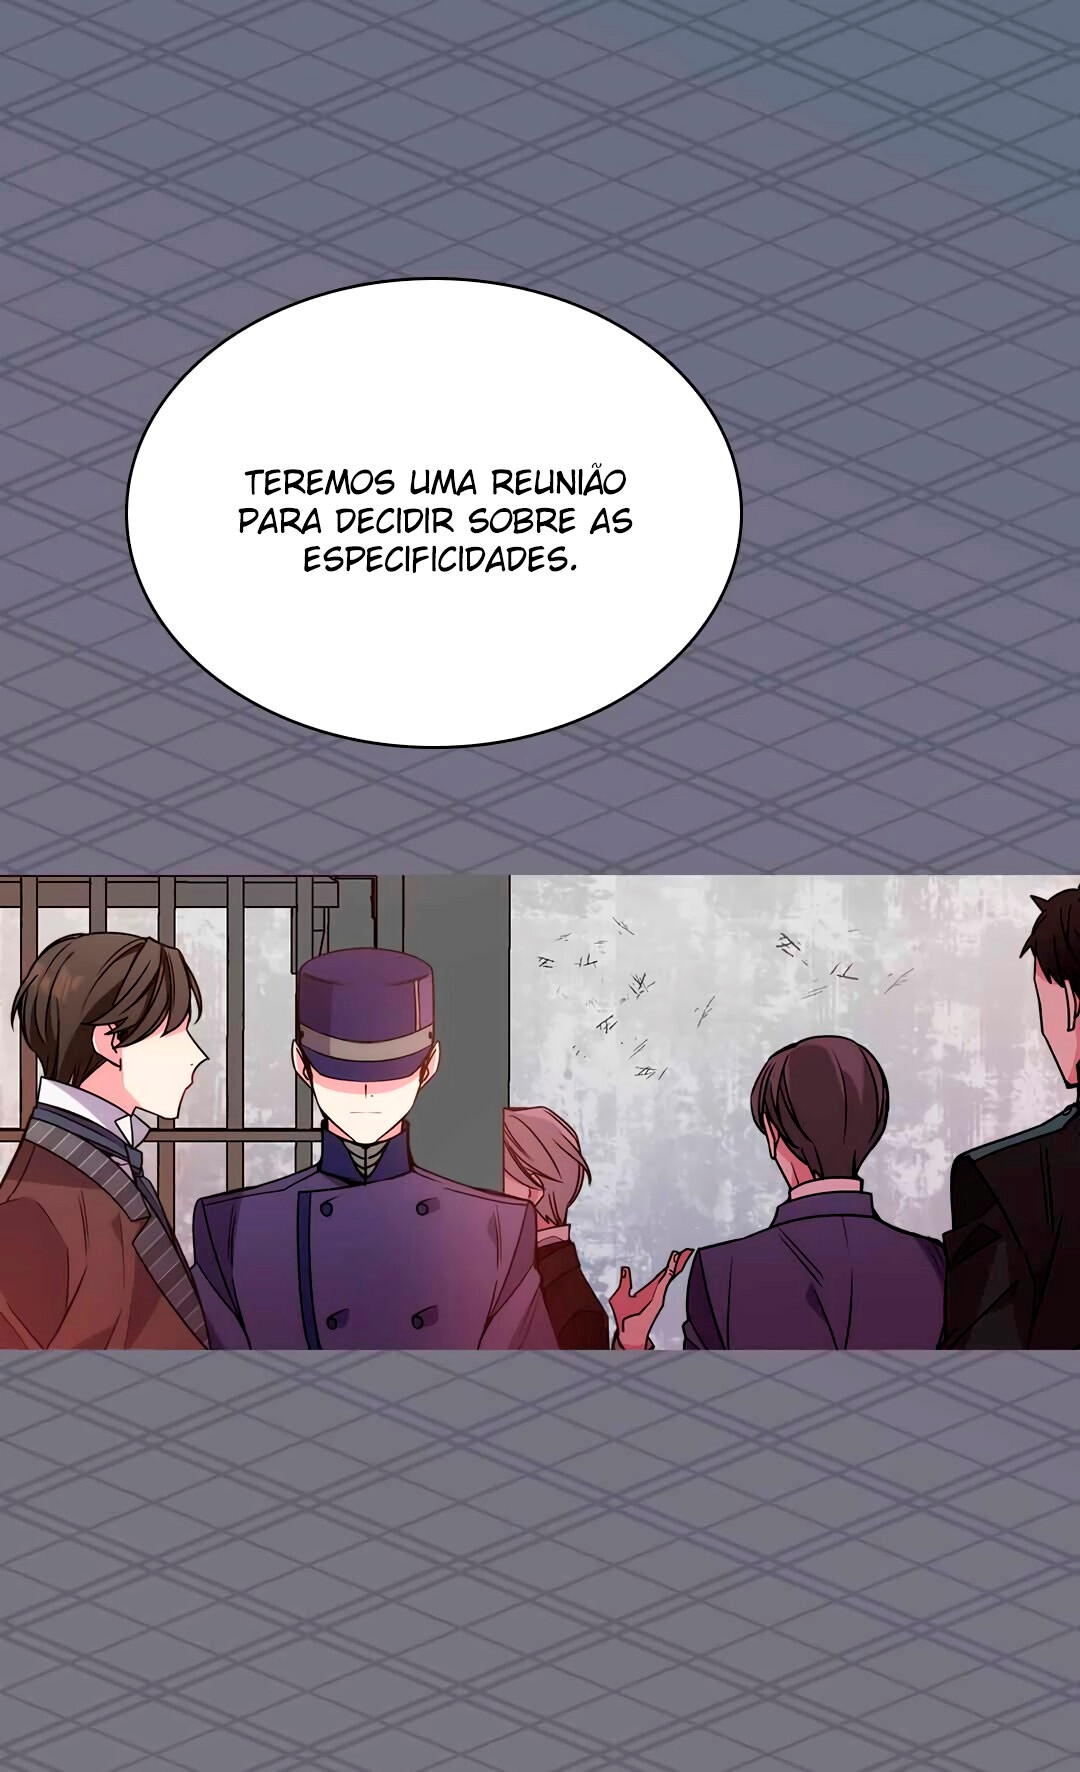 TEREMOS UMA REUNIÃO
PARA DECIDIR SOBRE AS
ESPECIFICIDADES.